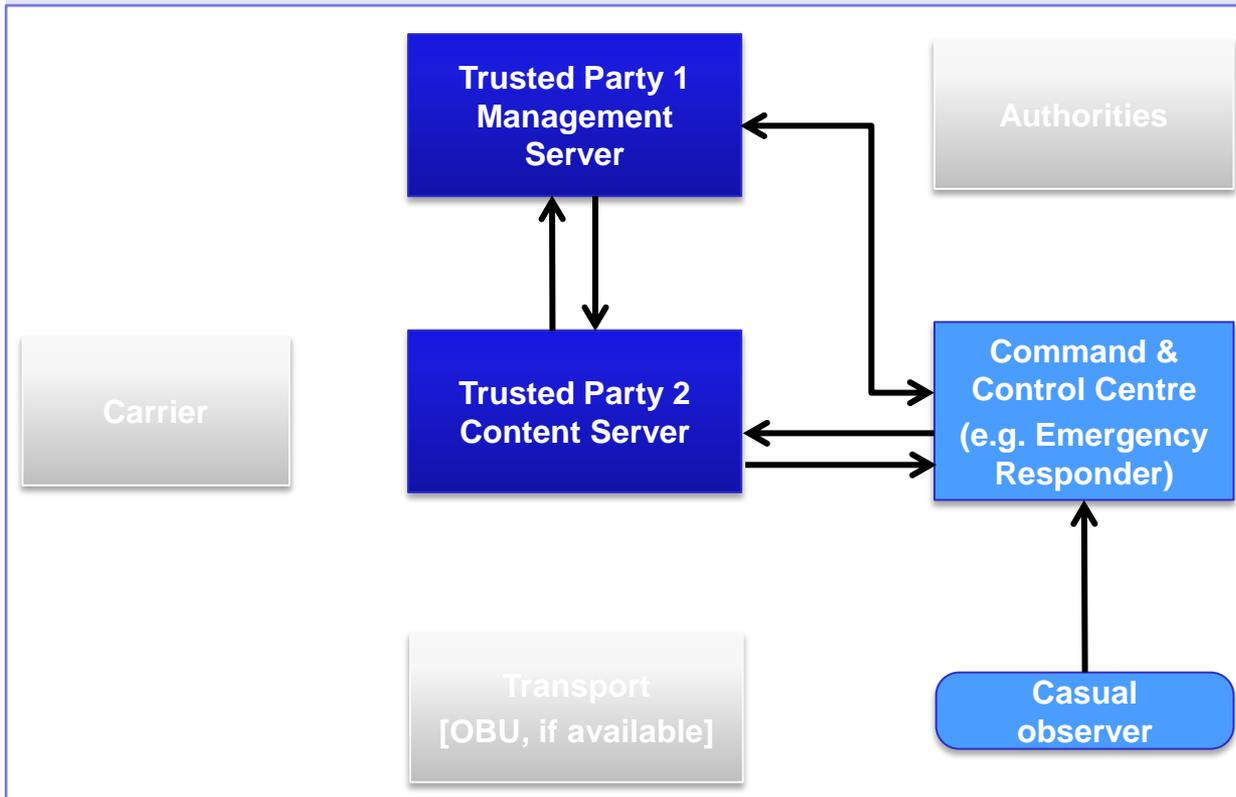 Trusted Party 1
Management
Server
Authorities
Carrier
Trusted Party 2
Content Server
Command &
Control Centre
(e.g. Emergency
Responder)
Transport
[OBU, if available]
Casual
observer